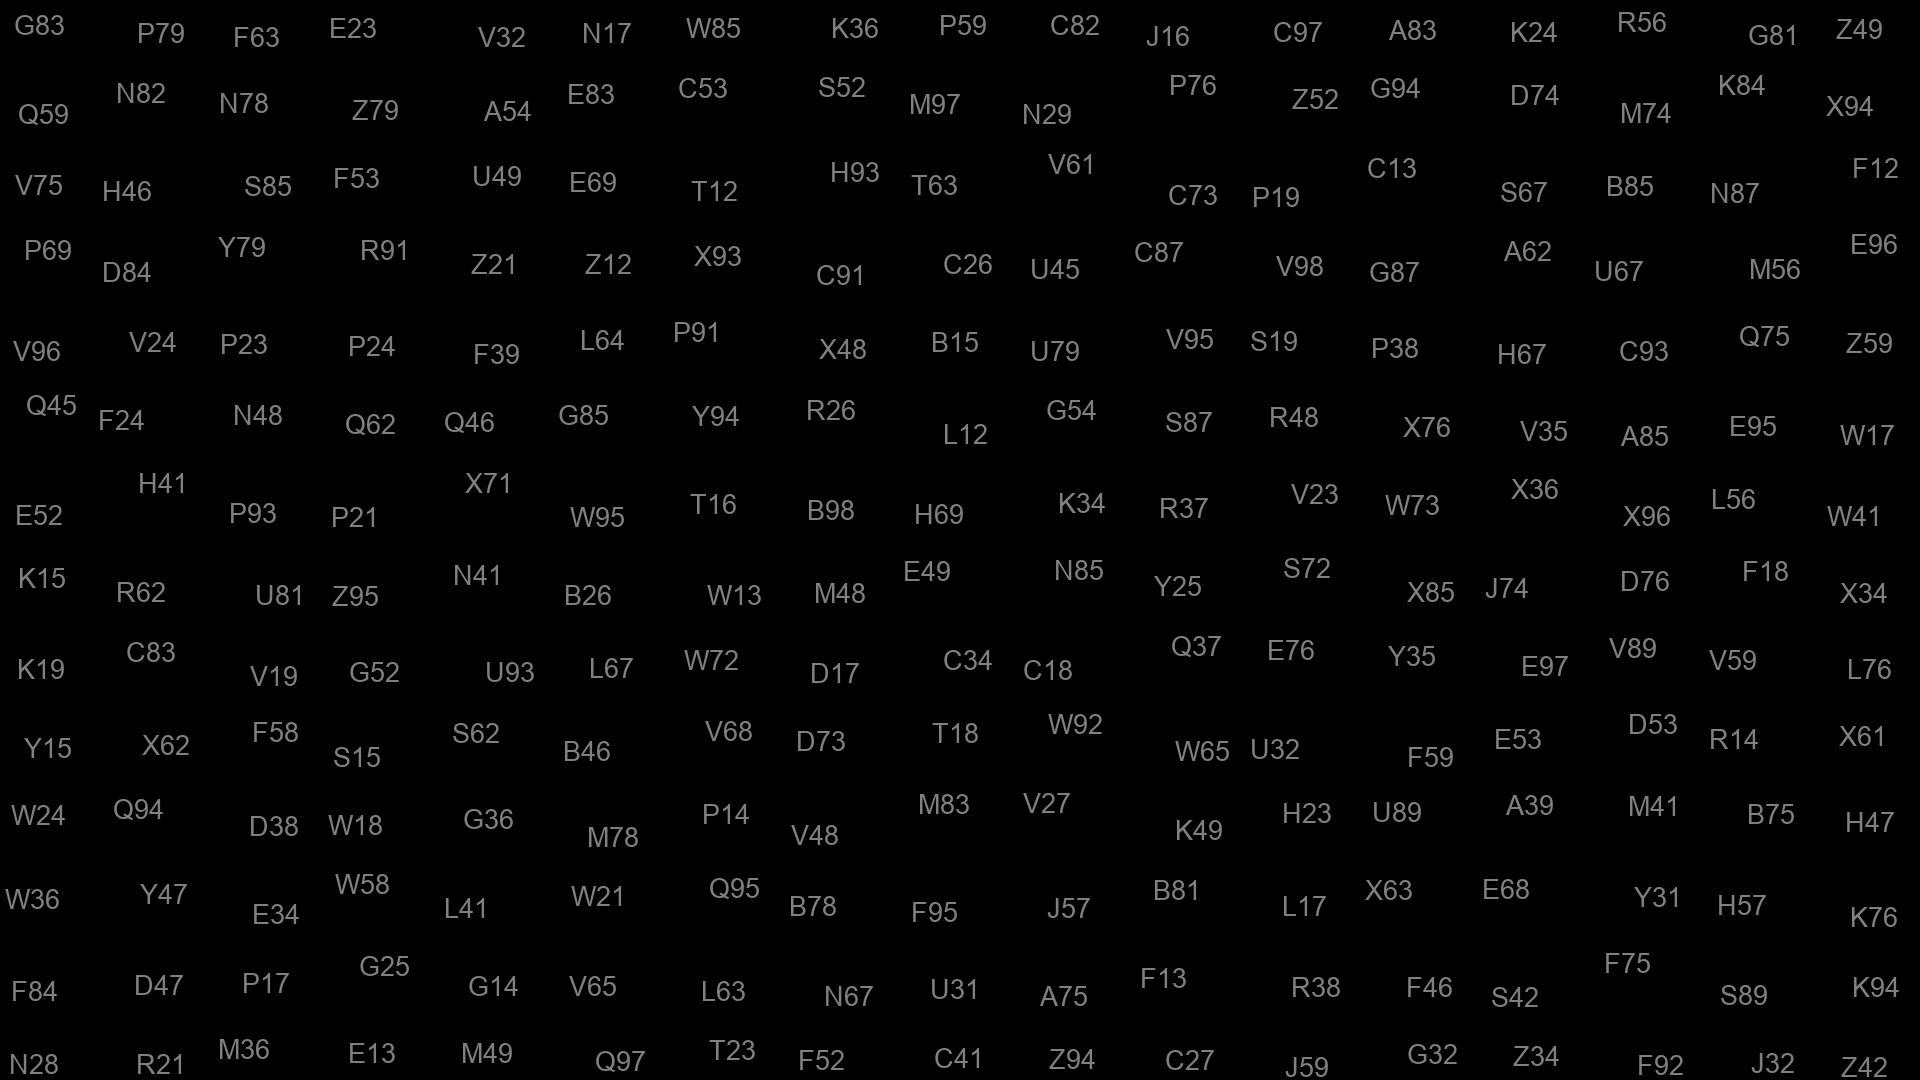 G83 P79 F63 E23 V32 N17 W85 K36 P59 C82 J16 C97 A83 K24 R56 G81 Z49
Q59 N82 N78 Z79 A54 E83 C53 S52 M97 N29 P76 Z52 G94 D74 M74 K84 X94
V75 H46 S85 F53 U49 E69 T12 H93 T63 V61 C73 P19 C13 S67 B85 N87 F12
P69 D84 Y79 R91 Z21 Z12 X93 C91 C26 U45 C87 V98 G87 A62 U67 M56 E96
V96 V24 P23 P24 F39 L64 P91 X48 B15 U79 V95 S19 P38 H67 C93 Q75 Z59
Q45 F24 N48 Q62 Q46 G85 Y94 R26 L12 G54 S87 R48 X76 V35 A85 E95 W17
E52 H41 P93 P21 X71 W95 T16 B98 H69 K34 R37 V23 W73 X36 X96 L56 W41
K15 R62 U81 Z95 N41 B26 W13 M48 E49 N85 Y25 S72 X85 J74 D76 F18 X34
K19 C83 V19 G52 U93 L67 W72 D17 C34 C18 Q37 E76 Y35 E97 V89 V59 L76
Y15 X62 F58 S15 S62 B46 V68 D73 T18 W92 W65 U32 F59 E53 D53 R14 X61
W24 Q94 D38 W18 G36 M78 P14 V48 M83 V27 K49 H23 U89 A39 M41 B75 H47
W36 Y47 E34 W58 L41 W21 Q95 B78 F95 J57 B81 L17 X63 E68 Y31 H57 K76
F84 D47 P17 G25 G14 V65 L63 N67 U31 A75 F13 R38 F46 S42 F75 S89 K94
N28 R21 M36 E13 M49 Q97 T23 F52 C41 Z94 C27 J59 G32 Z34 F92 J32 Z42